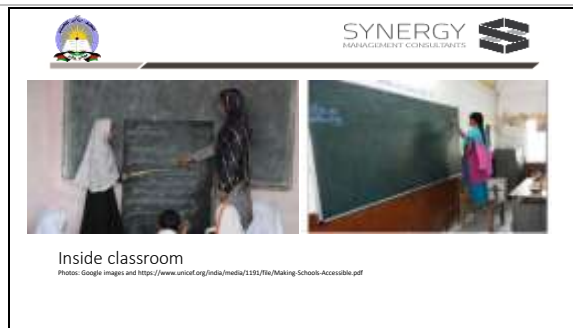 SYNERGY
MANAGEMENT CONSULTANTS
Inside classroom
Photos: Google images and https://www.unicef.org/india/media/1191/file/Making-Schools-Accessible.pdf